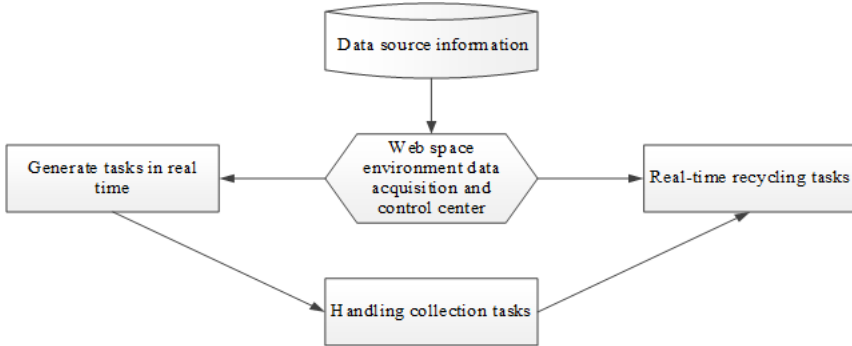 Data source information
Web space
environment data
acquisition and
control center
Generate tasks in real
time
Real-time recycling tasks
Handling collection tasks